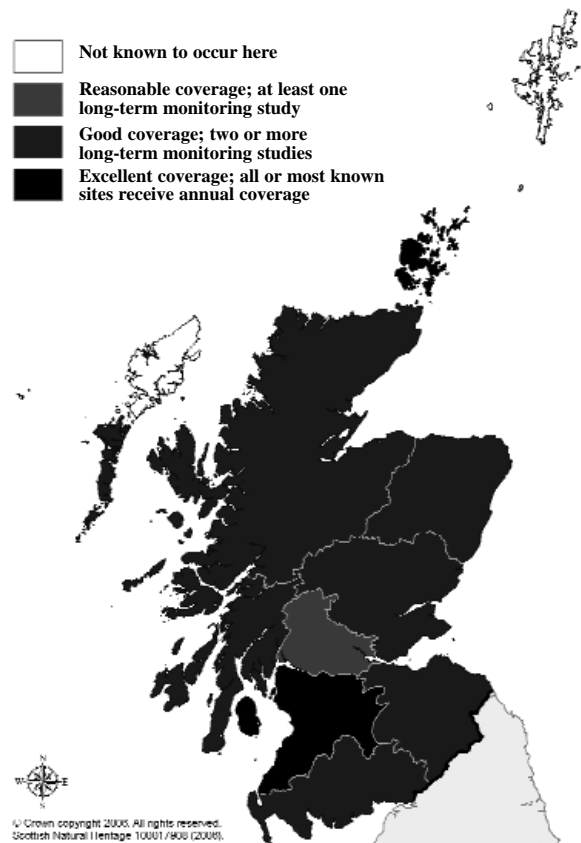 Not known to occur here
Reasonable coverage; at least one
long-term monitoring study
Good coverage; two or more
long-term monitoring studies
Excellent coverage; all or most known
sites receive annual coverage
N
W E
S
© Crown copyright 2006. All rights reserved.
Scottish Natural Heritage 100017908 (2006).